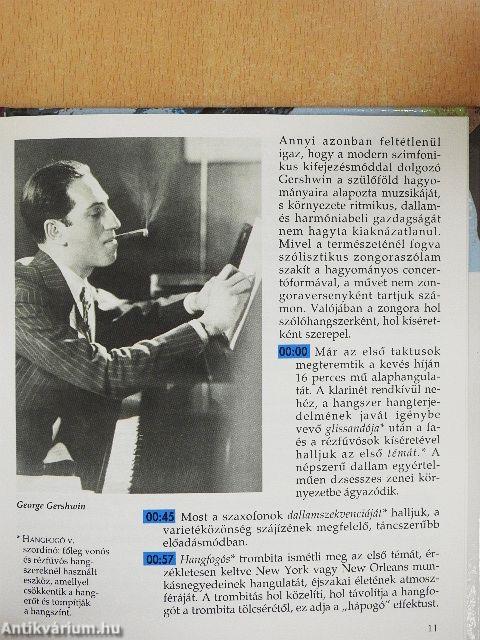 Annyi azonban feltétlenül
igaz, hogy a modern szimfoni-
kus kifejezésmóddal dolgozó
Gershwin a szülőföld hagyo-
mányaira alapozta muzsikáját,
s környezete ritmikus, dallam-
és harmóniabeli gazdagságát
nem hagyta kiaknázatlanul.
Mivel a természeténél fogva
szólisztikus zongoraszólam
szakít a hagyományos concer-
tóformával, a művet nem zon-
goraversenyként tartjuk szá-
mon. Valójában a zongora hol
szólóhangszerként, hol kíséret-
ként szerepel.
00:00 Már az első taktusok
megteremtik a kevés híján
16 perces mű alaphangula-
tát. A klarinét rendkívül ne-
héz, a hangszer hangterje-
delmének javát igénybe
vevő glissandója* után a fa-
és a rézfúvósok kíséretével
halljuk az első témát.* A
népszerű dallam egyértel-
műen dzsesszes zenei kör-
nyezetbe ágyazódik.
George Gershwin
00:45 Most a szaxofonok dallamszekvenciáját* halljuk, a
varietéközönség szájízének megfelelő, táncszerűbb
előadásmódban.
00:57 Hangfogós* trombita ismétli meg az első témát, ér-
zékletesen keltve New York vagy New Orleans mun-
kásnegyedeinek hangulatát, éjszakai életének atmosz-
féráját. A trombitás hol közelíti, hol távolítja a hangfo-
gót a trombita tölcsérétől, ez adja a „hápogó" effektust.
* HANGFOGÓ v.
szordinó: főleg vonós
és rézfúvós hang-
szereknél használt
eszköz, amellyel
csökkentik a hang-
erőt és tompítják
a hangszínt.
11
Antikvárium.hu